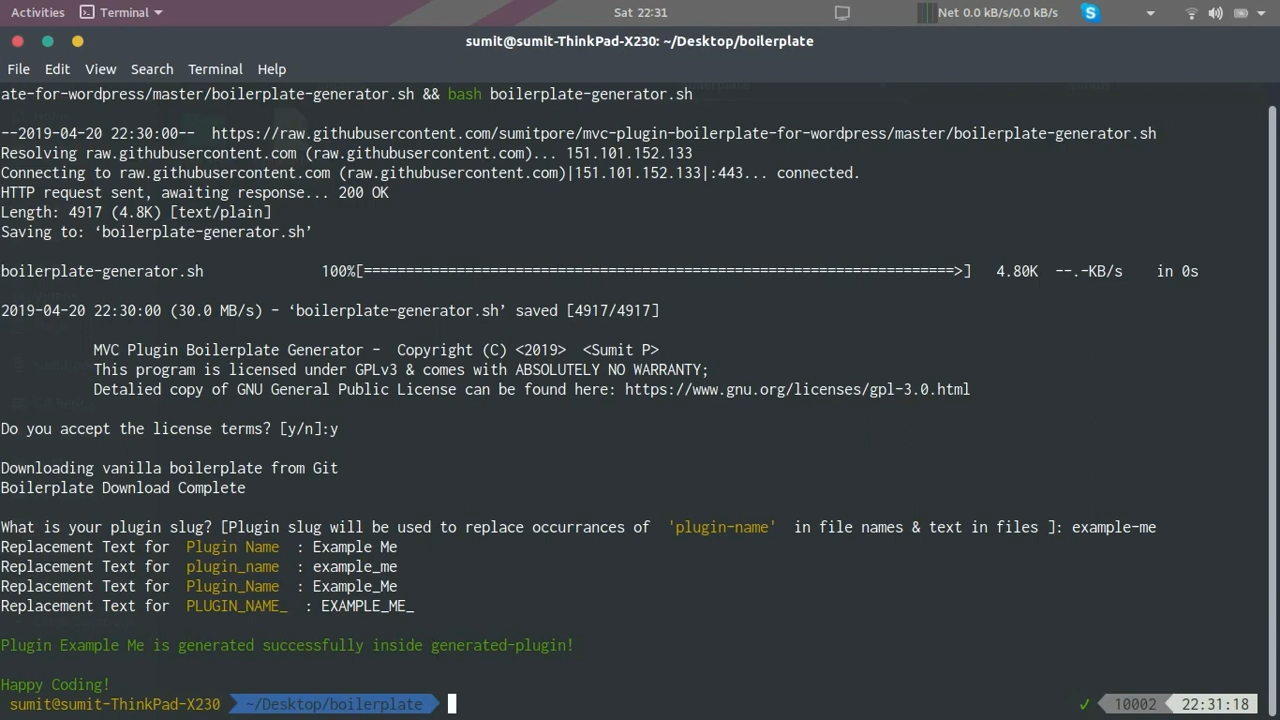 Activities Terminal Sat 22:31 Net 0.0 kB/s/0.0 kB/s
sumit@sumit-ThinkPad-X230: ~/Desktop/boilerplate
File Edit View Search Terminal Help
ate-for-wordpress/master/boilerplate-generator.sh && bash boilerplate-generator.sh
--2019-04-20 22:30:00-- https://raw.githubusercontent.com/sumitpore/mvc-plugin-boilerplate-for-wordpress/master/boilerplate-generator.sh
Resolving raw.githubusercontent.com (raw.githubusercontent.com)... 151.101.152.133
Connecting to raw.githubusercontent.com (raw.githubusercontent.com)|151.101.152.133|:443... connected.
HTTP request sent, awaiting response... 200 OK
Length: 4917 (4.8K) [text/plain]
Saving to: ‘boilerplate-generator.sh’
boilerplate-generator.sh 100%[======================================================================>] 4.80K --.-KB/s in 0s
2019-04-20 22:30:00 (30.0 MB/s) - ‘boilerplate-generator.sh’ saved [4917/4917]
MVC Plugin Boilerplate Generator - Copyright (C) <2019> <Sumit P>
This program is licensed under GPLv3 & comes with ABSOLUTELY NO WARRANTY;
Detalied copy of GNU General Public License can be found here: https://www.gnu.org/licenses/gpl-3.0.html
Do you accept the license terms? [y/n]:y
Downloading vanilla boilerplate from Git
Boilerplate Download Complete
What is your plugin slug? [Plugin slug will be used to replace occurrances of 'plugin-name' in file names & text in files ]: example-me
Replacement Text for Plugin Name : Example Me
Replacement Text for plugin_name : example_me
Replacement Text for Plugin_Name : Example_Me
Replacement Text for PLUGIN_NAME_ : EXAMPLE_ME_
Plugin Example Me is generated successfully inside generated-plugin!
Happy Coding!
sumit@sumit-ThinkPad-X230 ~/Desktop/boilerplate ✓ 10002 22:31:18